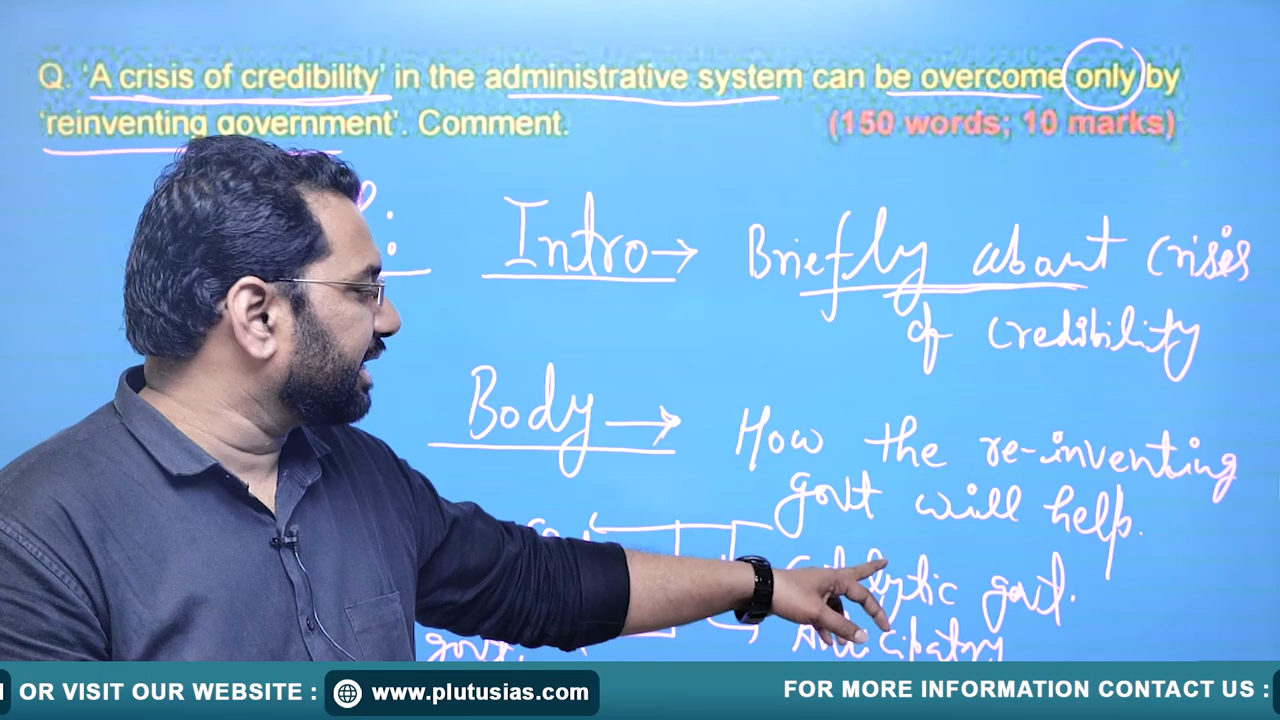 Q. 'A crisis of credibility' in the administrative system can be overcome only by
'reinventing government'. Comment. (150 words; 10 marks)
Intro → Briefly about Crises
of credibility
Body → How the re-inventing
govt will help.
govt.
govt.
OR VISIT OUR WEBSITE : www.plutusias.com FOR MORE INFORMATION CONTACT US :